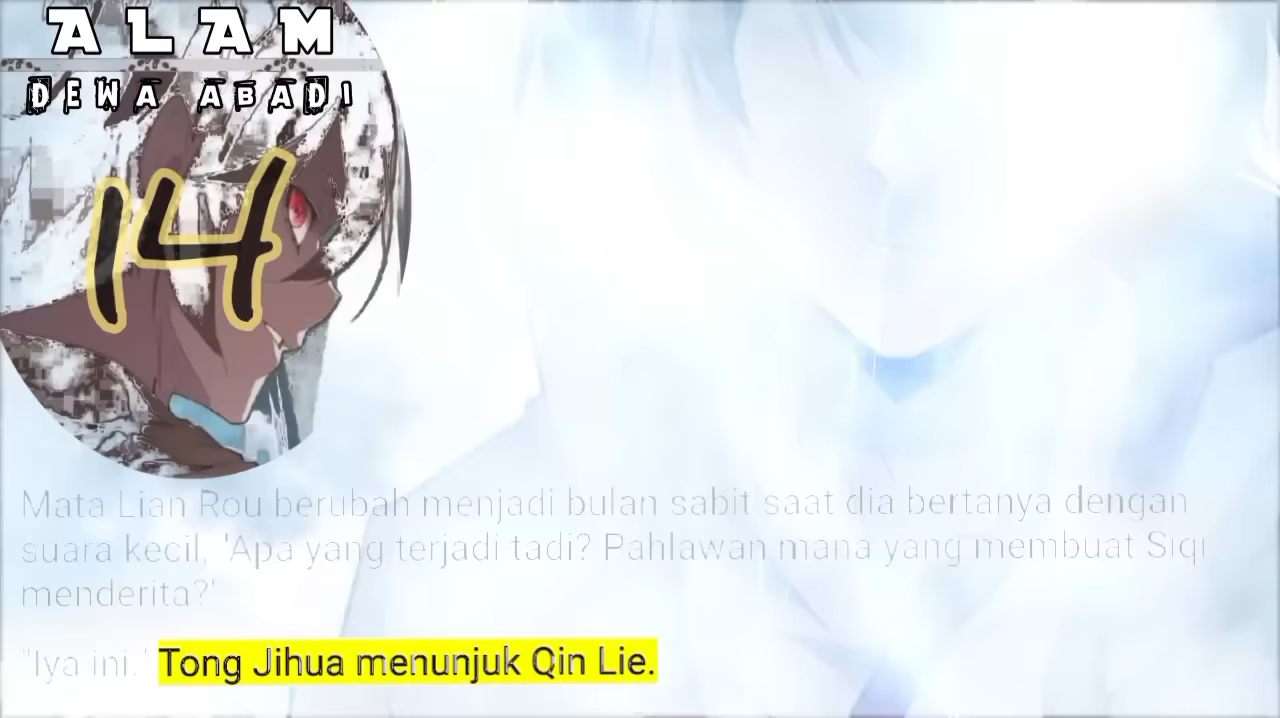 ALAM
DEWA ABADI
14
Mata Lian Rou berubah menjadi bulan sabit saat dia bertanya dengan
suara kecil, 'Apa yang terjadi tadi? Pahlawan mana yang membuat Siqi
menderita?'
"Iya ini." Tong Jihua menunjuk Qin Lie.